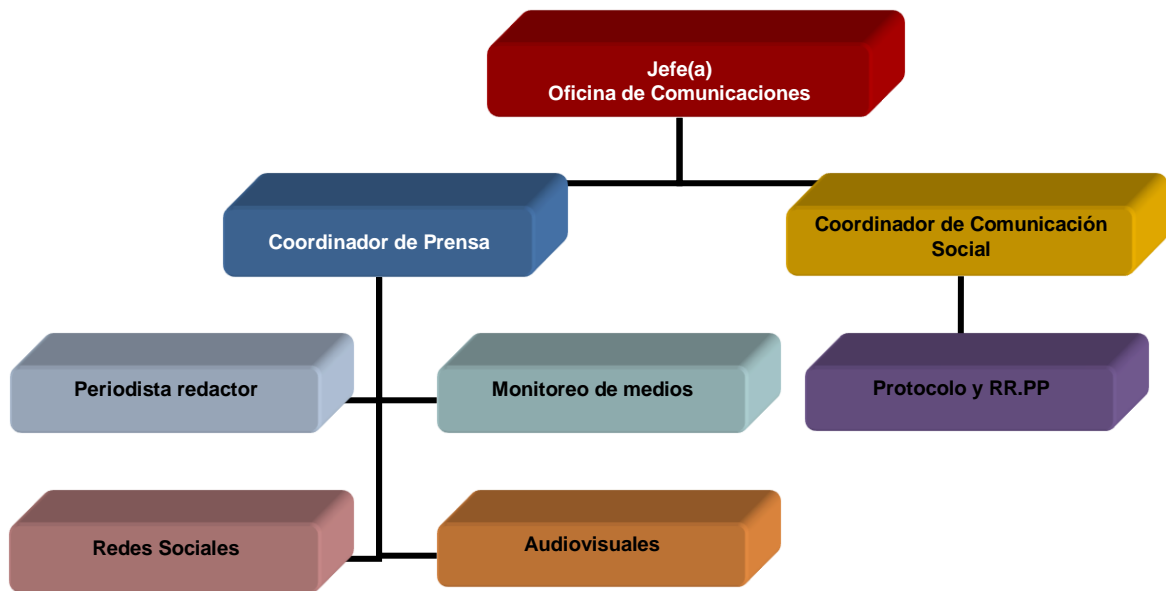 Jefe(a)
Oficina de Comunicaciones
Coordinador de Prensa
Coordinador de Comunicación
Social
Periodista redactor
Monitoreo de medios
Protocolo y RR.PP
Redes Sociales
Audiovisuales